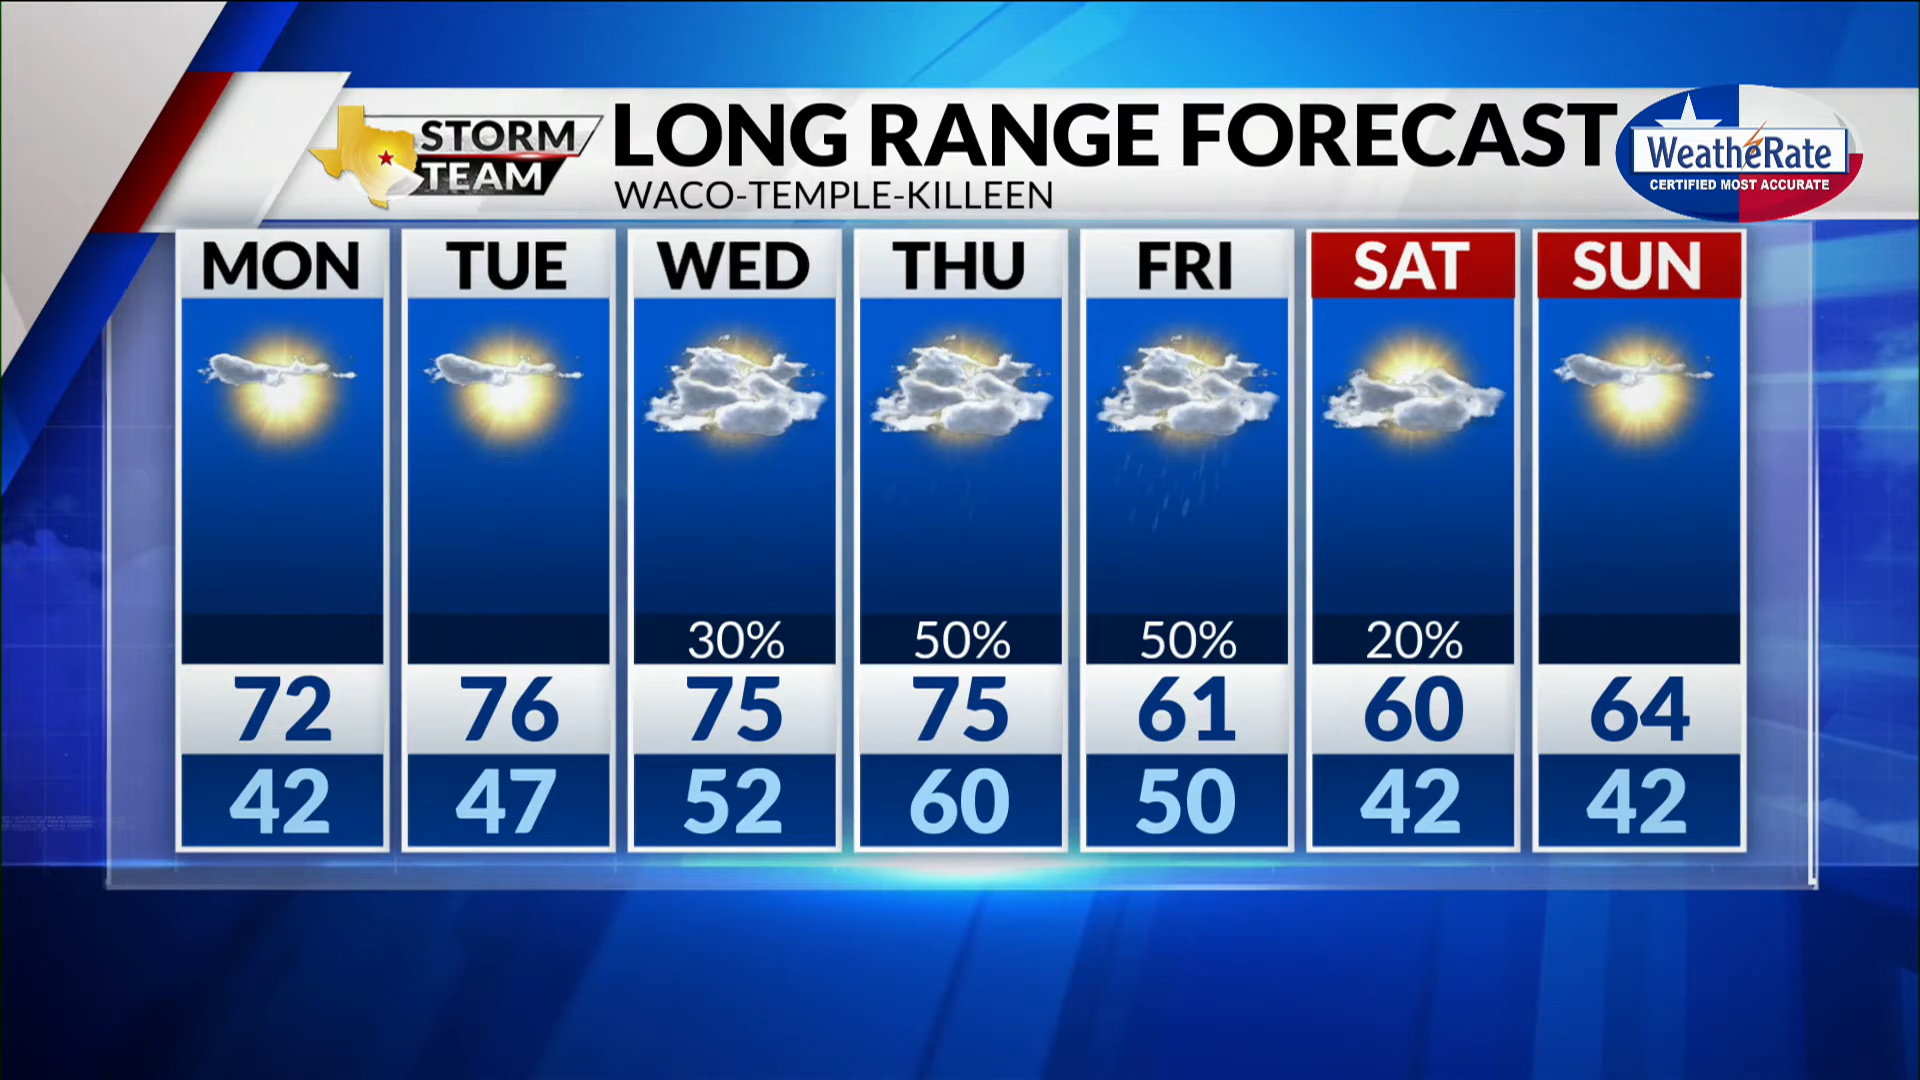 STORM
TEAM
LONG RANGE FORECAST
WACO-TEMPLE-KILLEEN
WeatheRate
CERTIFIED MOST ACCURATE
MON TUE WED THU FRI SAT SUN
30% 50% 50% 20%
72 76 75 75 61 60 64
42 47 52 60 50 42 42